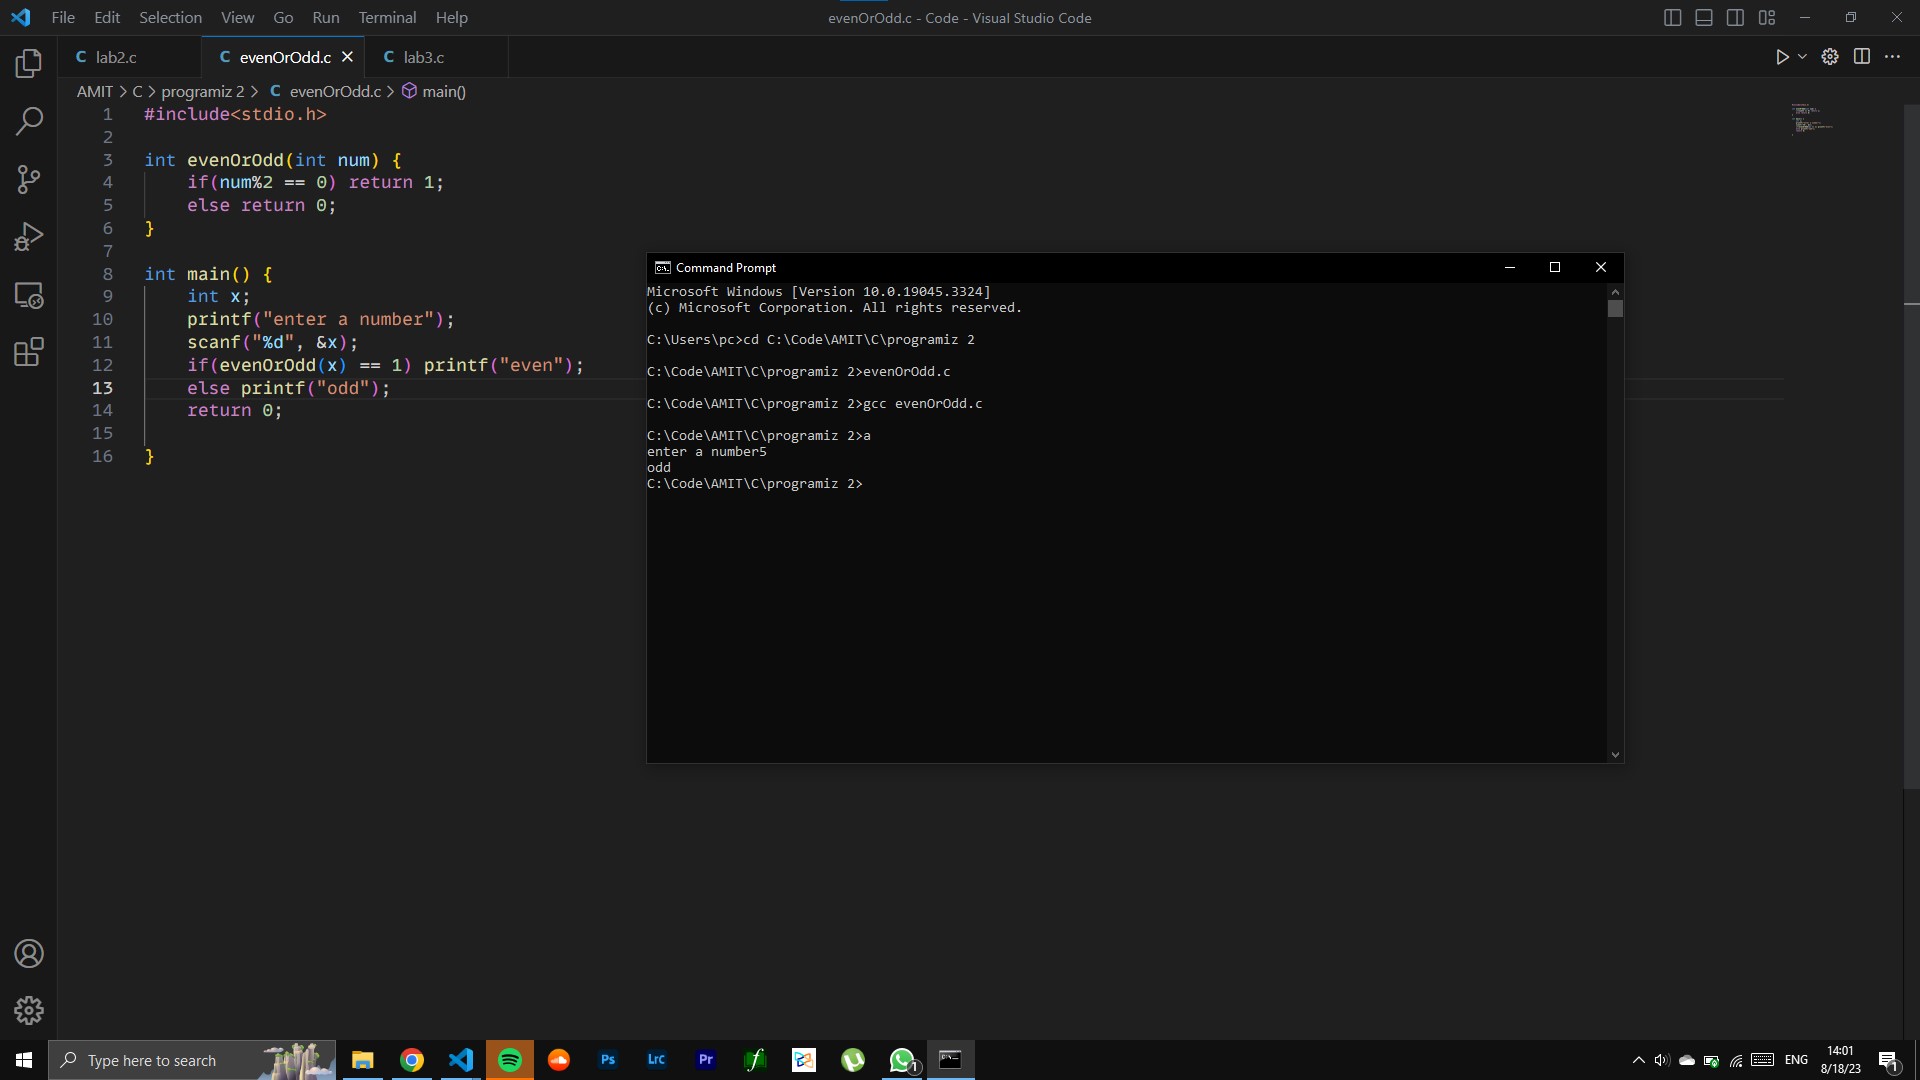 File Edit Selection View Go Run Terminal Help
evenOrOdd.c - Code - Visual Studio Code
C lab2.c
C evenOrOdd.c
C lab3.c
AMIT > C > programiz 2 > C evenOrOdd.c > main()
1 #include<stdio.h>
2
3 int evenOrOdd(int num) {
4 if(num%2 == 0) return 1;
5 else return 0;
6 }
7
8 int main() {
9 int x;
10 printf("enter a number");
11 scanf("%d", &x);
12 if(evenOrOdd(x) == 1) printf("even");
13 else printf("odd");
14 return 0;
15
16 }
Command Prompt
Microsoft Windows [Version 10.0.19045.3324]
(c) Microsoft Corporation. All rights reserved.
C:\Users\pc>cd C:\Code\AMIT\C\programiz 2
C:\Code\AMIT\C\programiz 2>evenOrOdd.c
C:\Code\AMIT\C\programiz 2>gcc evenOrOdd.c
C:\Code\AMIT\C\programiz 2>a
enter a number5
odd
C:\Code\AMIT\C\programiz 2>
Type here to search
Ps
LrC
Pr
1
ENG
14:01
8/18/23
1